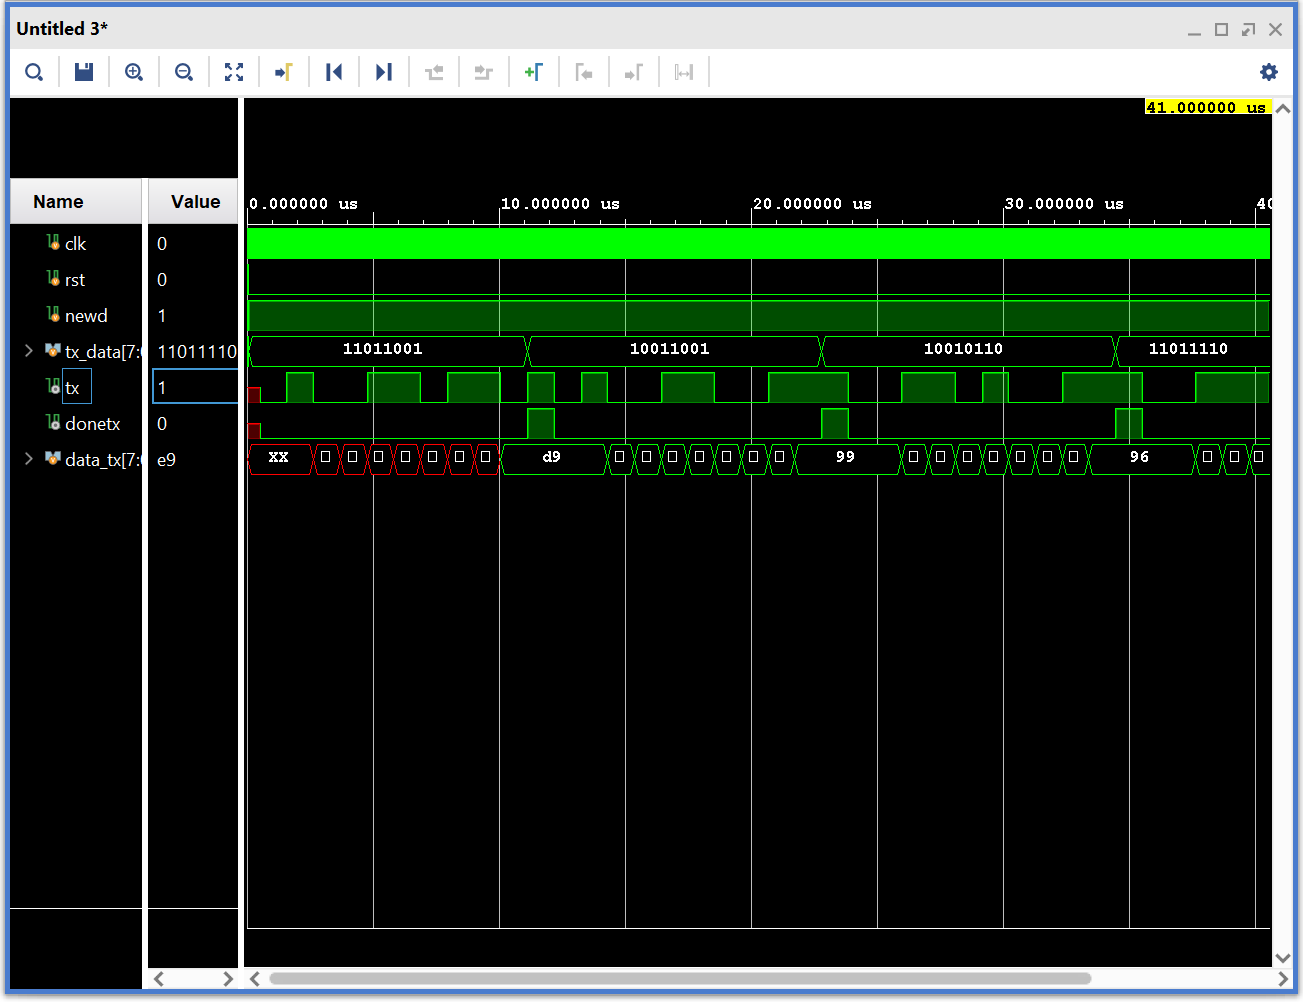 Untitled 3*
41.000000 us
Name Value
0.000000 us 10.000000 us 20.000000 us 30.000000 us 40
clk 0
rst 0
newd 1
tx_data[7: 11011110 11011001 10011001 10010110 11011110
tx 1
donetx 0
data_tx[7: e9 XX d9 99 96